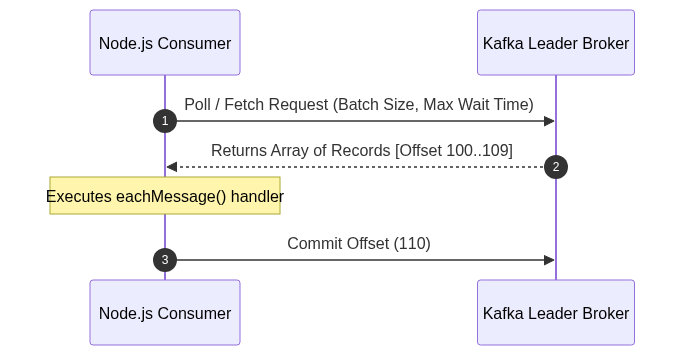 Node.js Consumer
Kafka Leader Broker
Poll / Fetch Request (Batch Size, Max Wait Time)
1
Returns Array of Records [Offset 100..109]
2
Executes eachMessage() handler
Commit Offset (110)
3
Node.js Consumer
Kafka Leader Broker